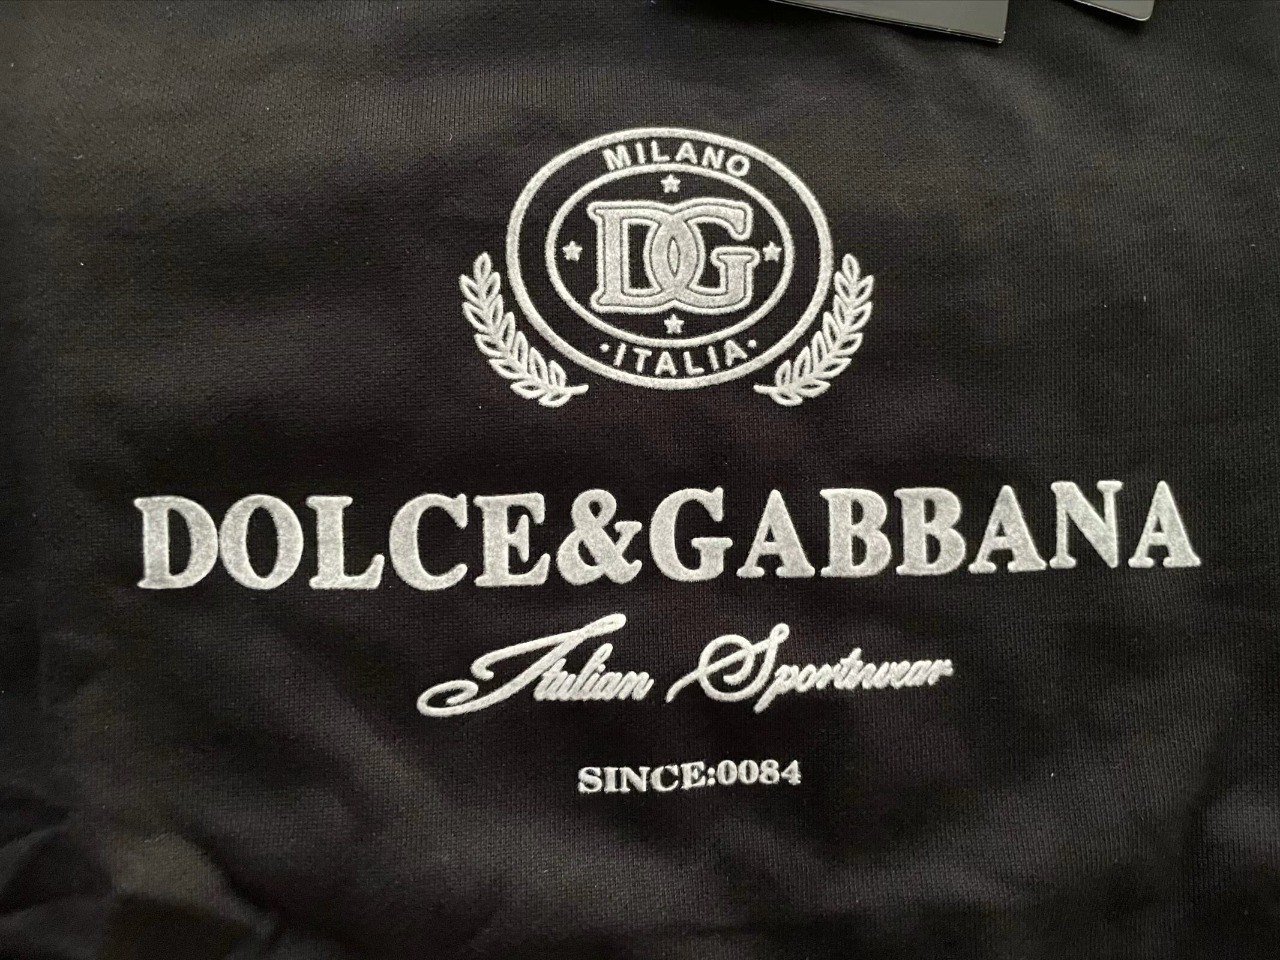 MILANO
DG
·ITALIA·
DOLCE&GABBANA
Italian Sportswear
SINCE:0084